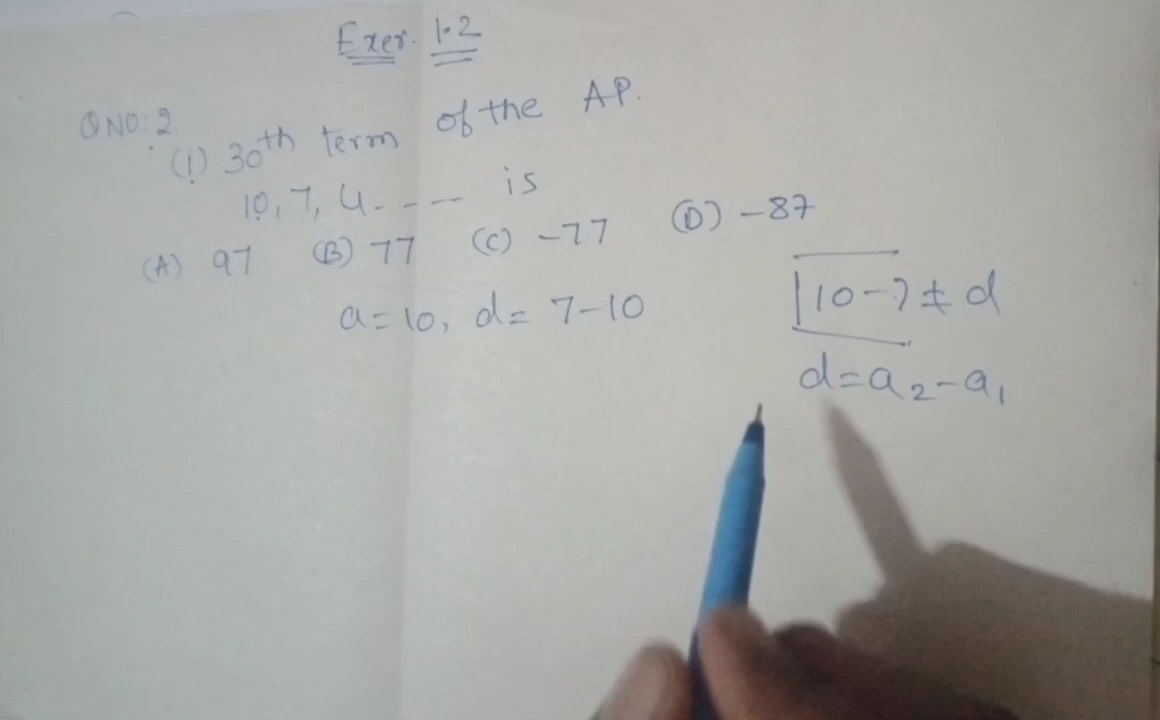 Exer. 1.2
Q NO: 2
(i) 30th term of the AP.
10, 7, 4 . - - - is
(A) 97 (B) 77 (C) -77 (D) -87
a = 10, d = 7-10
10-7 ≠ d
d = a2 - a1